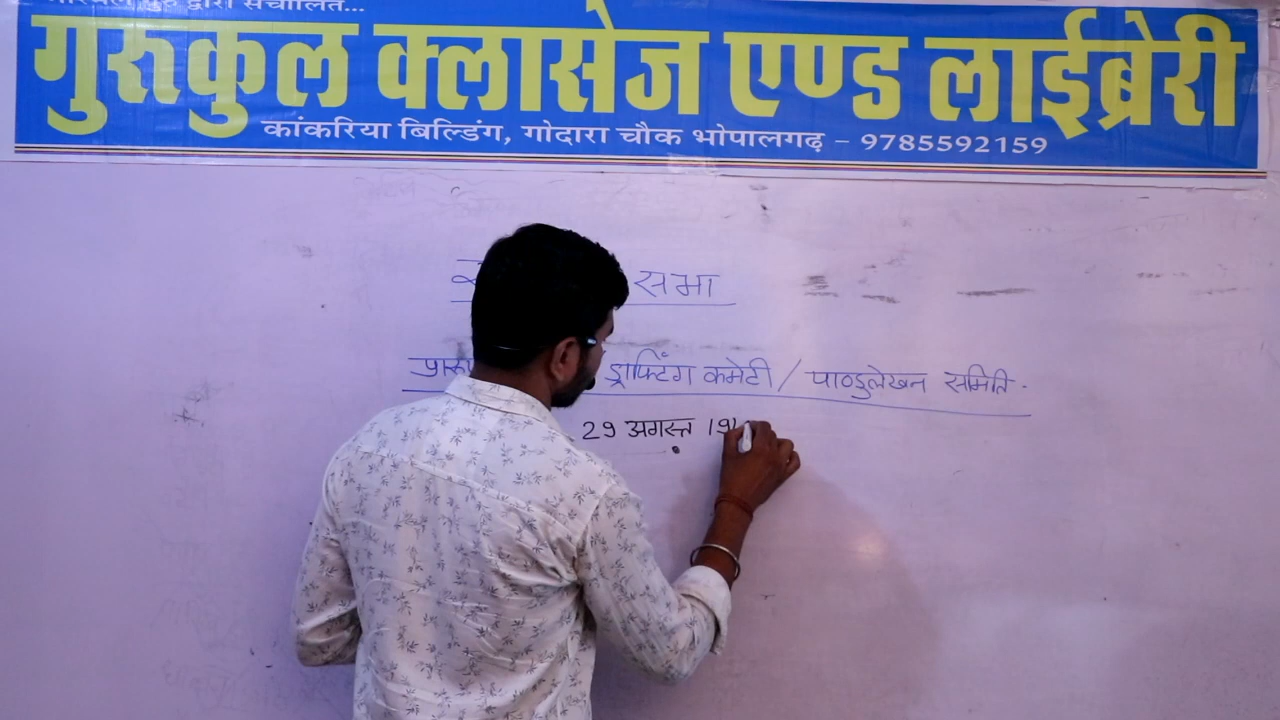 द्वारा संचालित...
गुरुकुल क्लासेज एण्ड लाईब्रेरी
कांकरिया बिल्डिंग, गोदारा चौक भोपालगढ़ – 9785592159
सभा
ड्राफ्टिंग कमेटी / पाण्डुलेखन समिति -
29 अगस्त